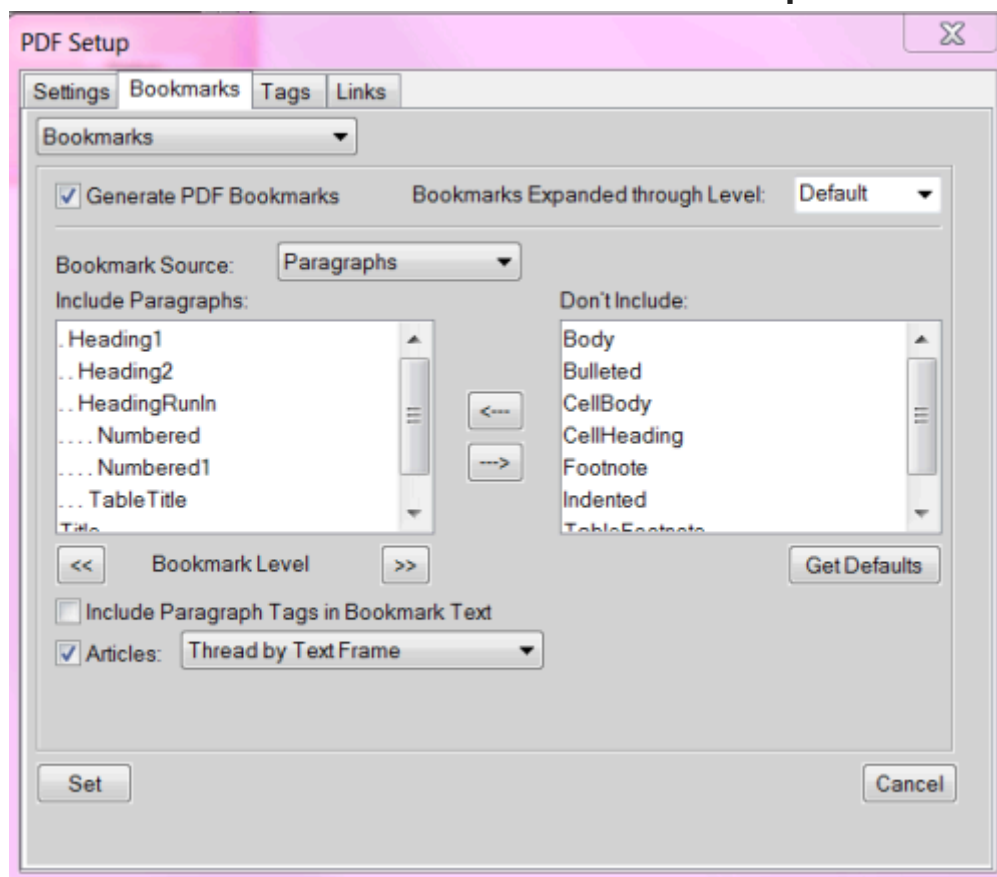 PDF Setup
Settings Bookmarks Tags Links
Bookmarks
Generate PDF Bookmarks Bookmarks Expanded through Level: Default
Bookmark Source: Paragraphs
Include Paragraphs: Don't Include:
. Heading1
. . Heading2
. . HeadingRunIn
. . . . Numbered
. . . . Numbered1
. . . TableTitle
Title
Body
Bulleted
CellBody
CellHeading
Footnote
Indented
TableFootnote
<---
--->
<< Bookmark Level >> Get Defaults
Include Paragraph Tags in Bookmark Text
Articles: Thread by Text Frame
Set Cancel